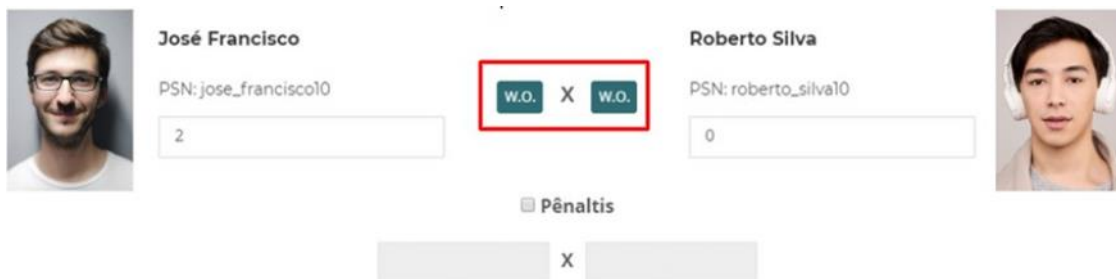 José Francisco
Roberto Silva
PSN: jose_francisco10
W.O. X W.O.
PSN: roberto_silva10
2
0
Pênaltis
X